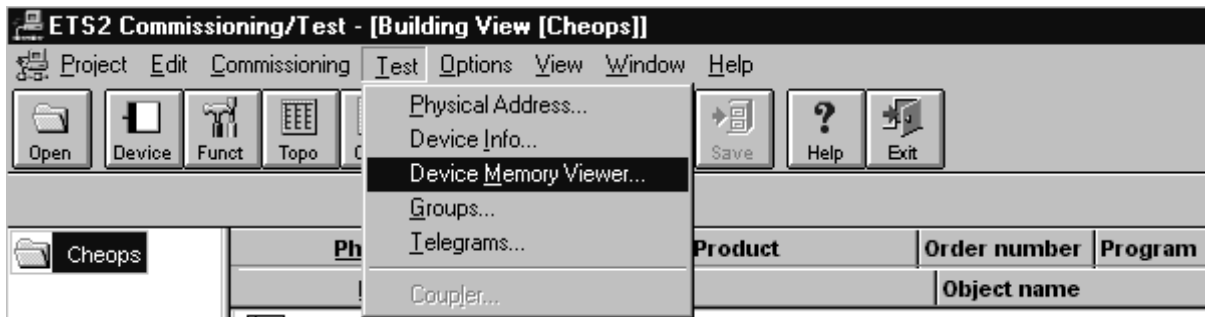 ETS2 Commissioning/Test - [Building View [Cheops]]
Project Edit Commissioning Test Options View Window Help
Open Device Funct Topo Save Help Exit
Physical Address...
Device Info...
Device Memory Viewer...
Groups...
Telegrams...
Coupler...
Cheops
Ph Product Order number Program
Object name